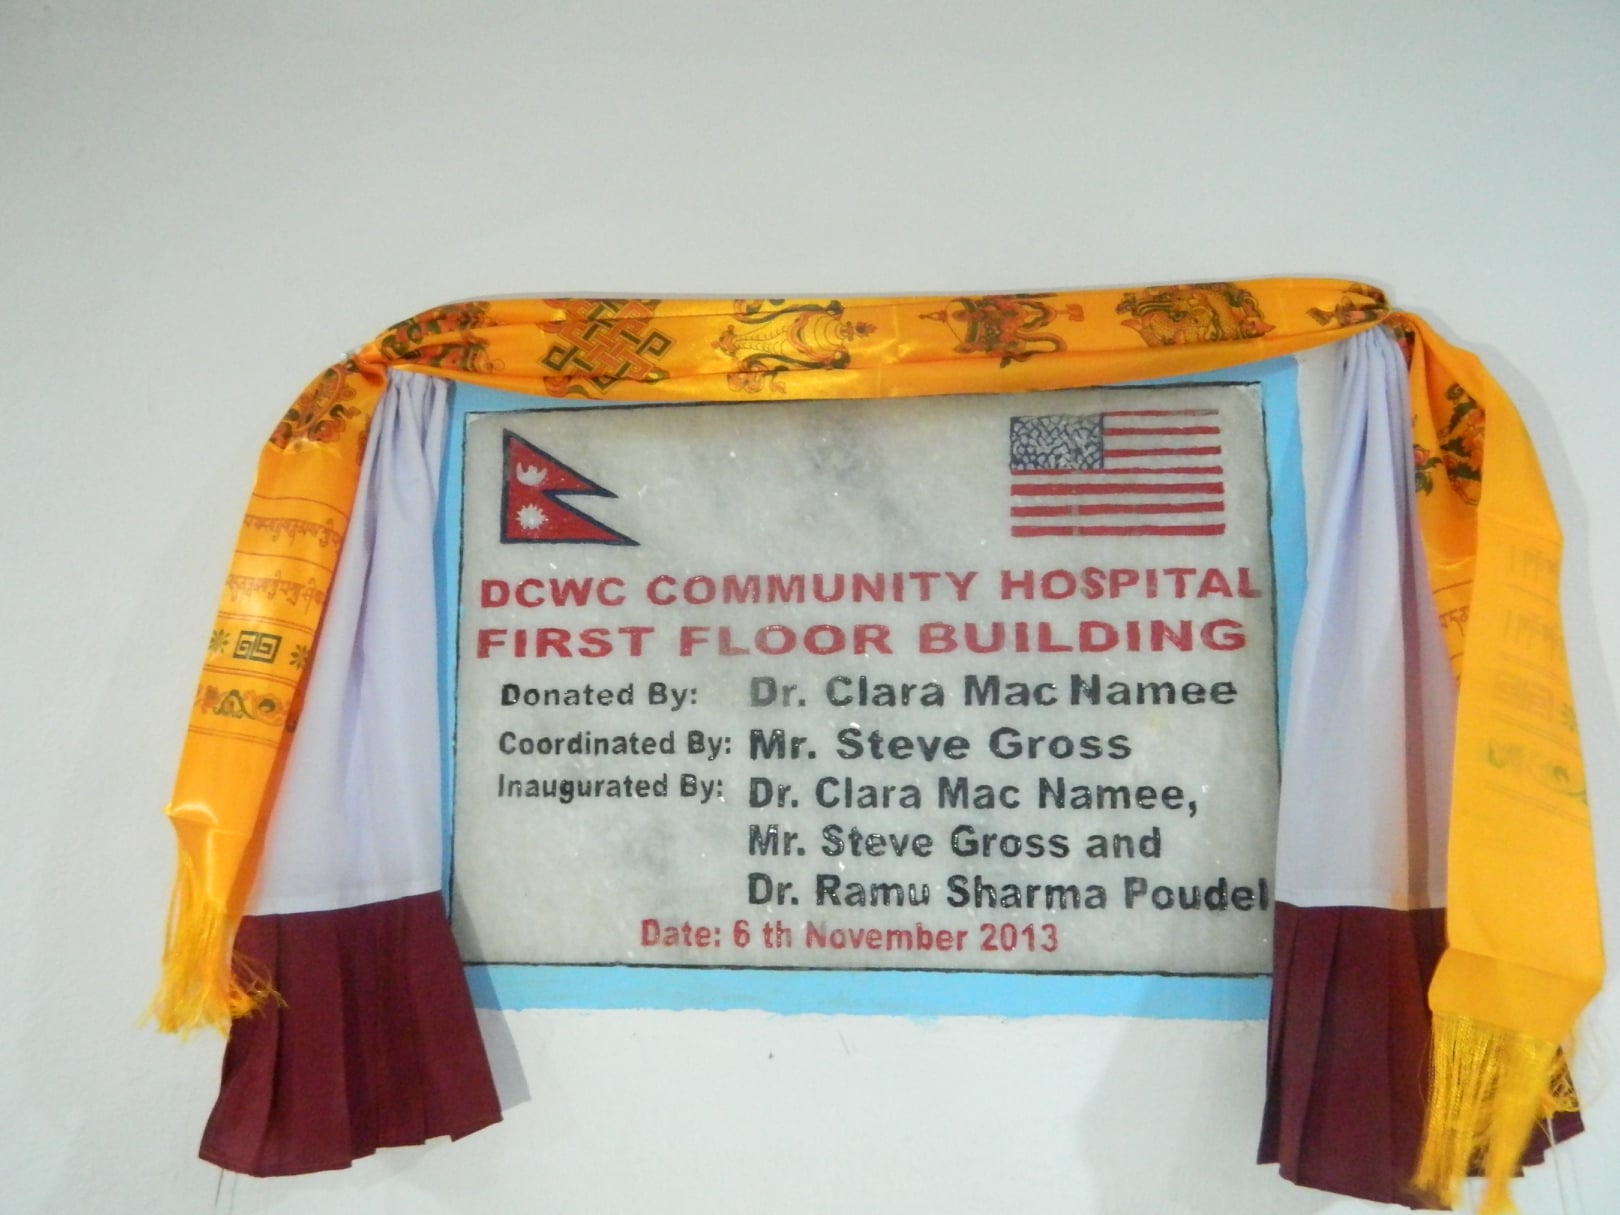 DCWC COMMUNITY HOSPITAL
FIRST FLOOR BUILDING
Donated By: Dr. Clara Mac Namee
Coordinated By: Mr. Steve Gross
Inaugurated By: Dr. Clara Mac Namee,
Mr. Steve Gross and
Dr. Ramu Sharma Poudel
Date: 6 th November 2013